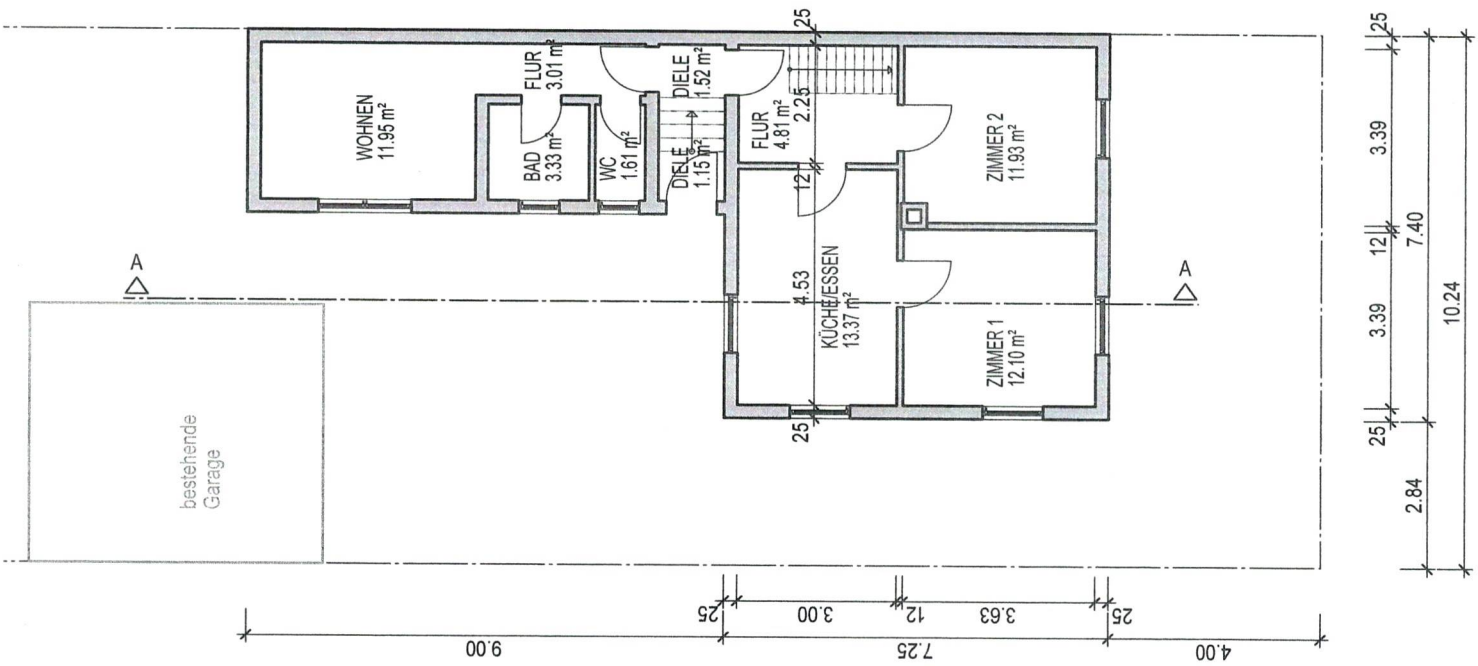 WOHNEN
11.95 m²
FLUR
3.01 m²
BAD
3.33 m²
WC
1.61 m²
DIELE
1.52 m²
DIELE
1.15 m²
FLUR
4.81 m²
ZIMMER 2
11.93 m²
KÜCHE/ESSEN
13.37 m²
ZIMMER 1
12.10 m²
bestehende
Garage
A
A
25
2.25
12
4.53
25
25
3.39
12
3.39
25
7.40
2.84
10.24
25
3.00
12
3.63
25
9.00
7.25
4.00